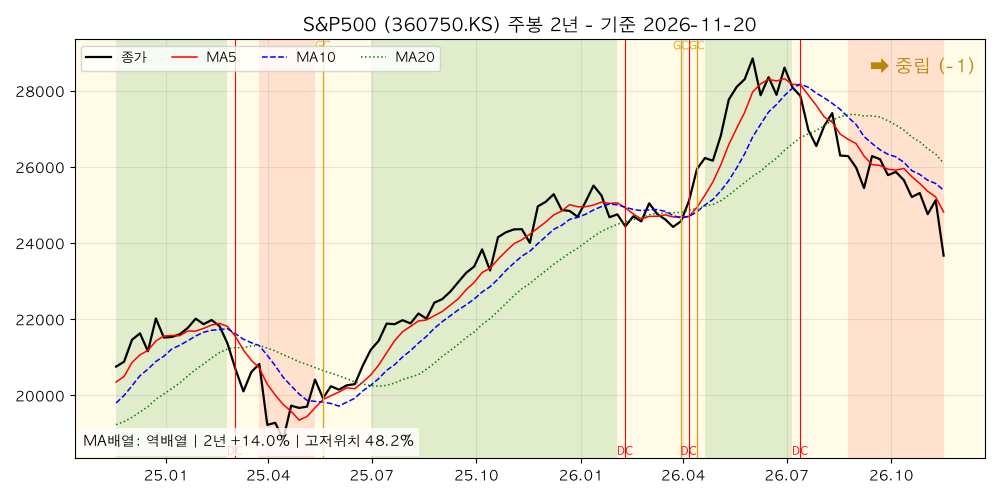 S&P500 (360750.KS) 주봉 2년 - 기준 2026-11-20
종가 MA5 MA10 MA20
GC GC GC
➡ 중립 (-1)
28000
26000
24000
22000
20000
MA배열: 역배열 | 2년 +14.0% | 고저위치 48.2%
DC DC DC DC
25.01 25.04 25.07 25.10 26.01 26.04 26.07 26.10